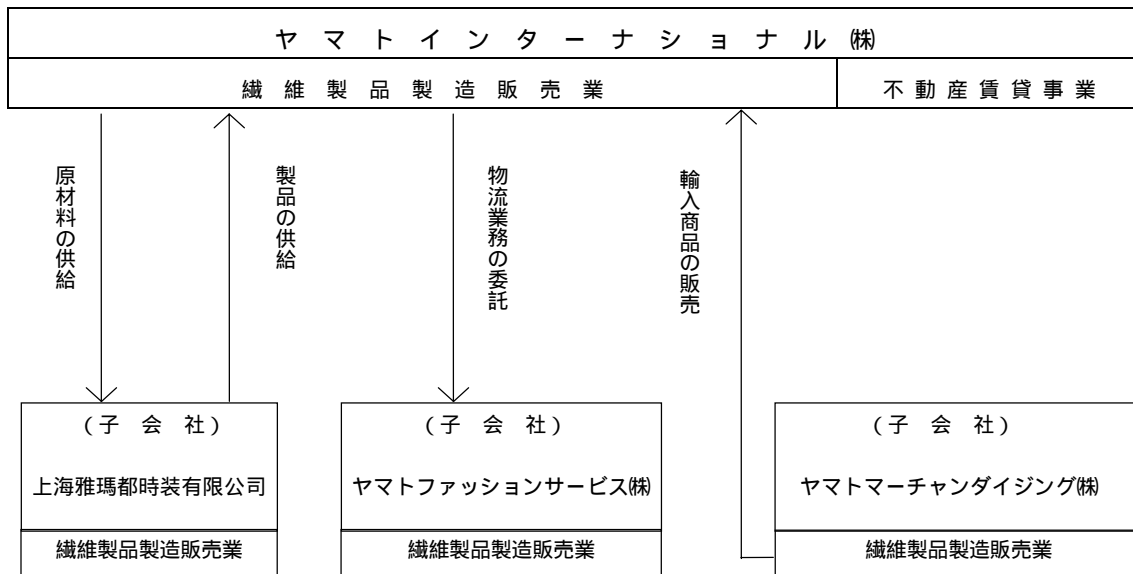 ヤマトインターナショナル㈱
繊維製品製造販売業
不動産賃貸事業
原材料の供給
製品の供給
物流業務の委託
輸入商品の販売
(子会社)
上海雅瑪都時装有限公司
繊維製品製造販売業
(子会社)
ヤマトファッションサービス㈱
繊維製品製造販売業
(子会社)
ヤマトマーチャンダイジング㈱
繊維製品製造販売業